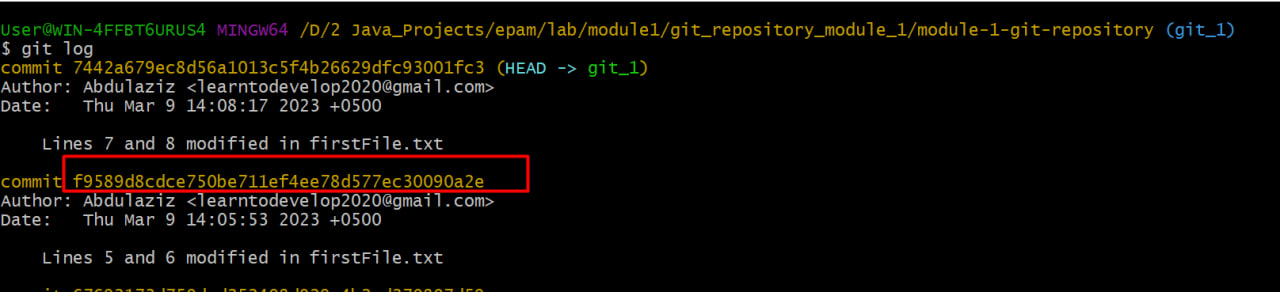 User@WIN-4FFBT6URUS4 MINGW64 /D/2 Java_Projects/epam/lab/module1/git_repository_module_1/module-1-git-repository (git_1)
$ git log
commit 7442a679ec8d56a1013c5f4b26629dfc93001fc3 (HEAD -> git_1)
Author: Abdulaziz <learntodevelop2020@gmail.com>
Date:   Thu Mar 9 14:08:17 2023 +0500
Lines 7 and 8 modified in firstFile.txt
commit f9589d8cdce750be711ef4ee78d577ec30090a2e
Author: Abdulaziz <learntodevelop2020@gmail.com>
Date:   Thu Mar 9 14:05:53 2023 +0500
Lines 5 and 6 modified in firstFile.txt